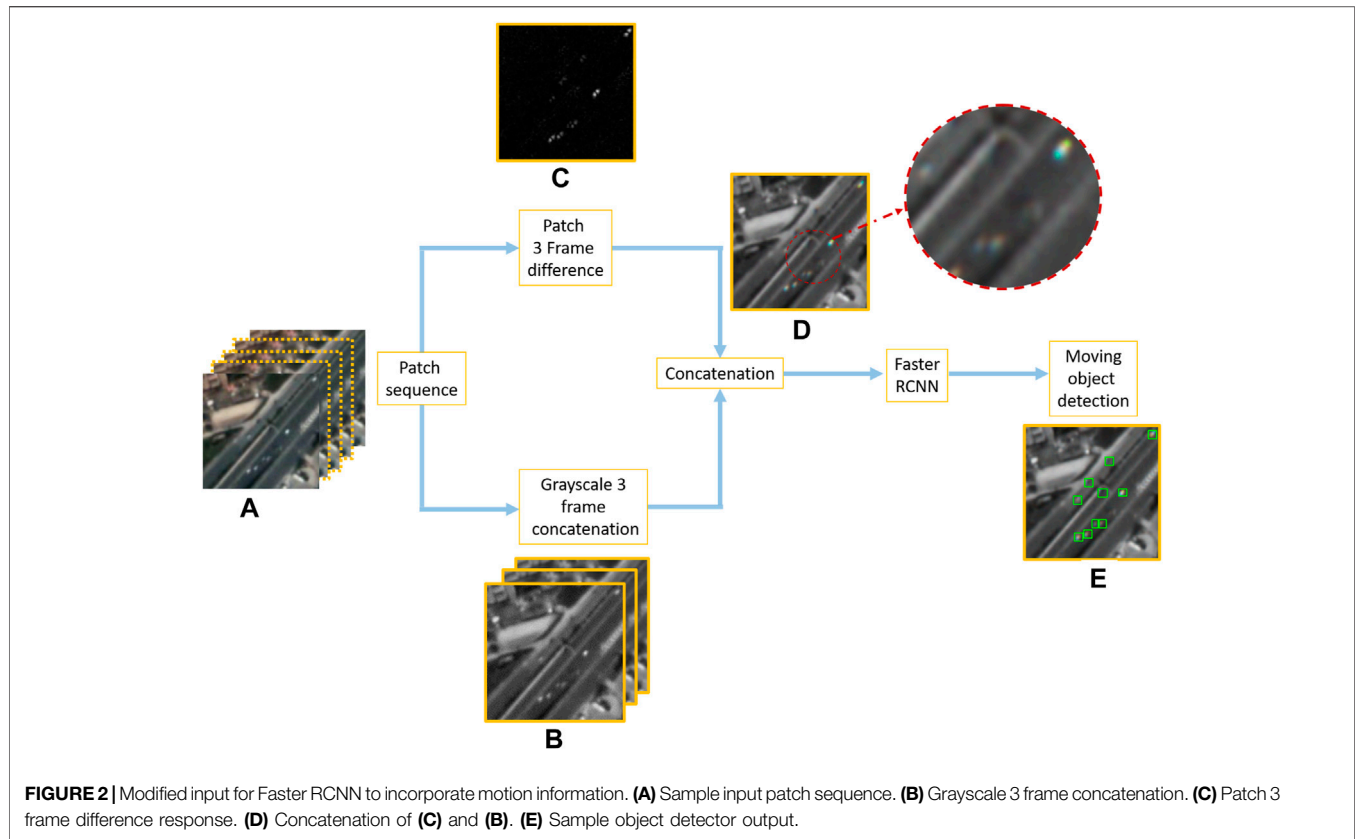 C
Patch
3 Frame
difference
D
A
Patch
sequence
Concatenation
Faster
RCNN
Moving
object
detection
Grayscale 3
frame
concatenation
E
B
FIGURE 2 | Modified input for Faster RCNN to incorporate motion information. (A) Sample input patch sequence. (B) Grayscale 3 frame concatenation. (C) Patch 3
frame difference response. (D) Concatenation of (C) and (B). (E) Sample object detector output.